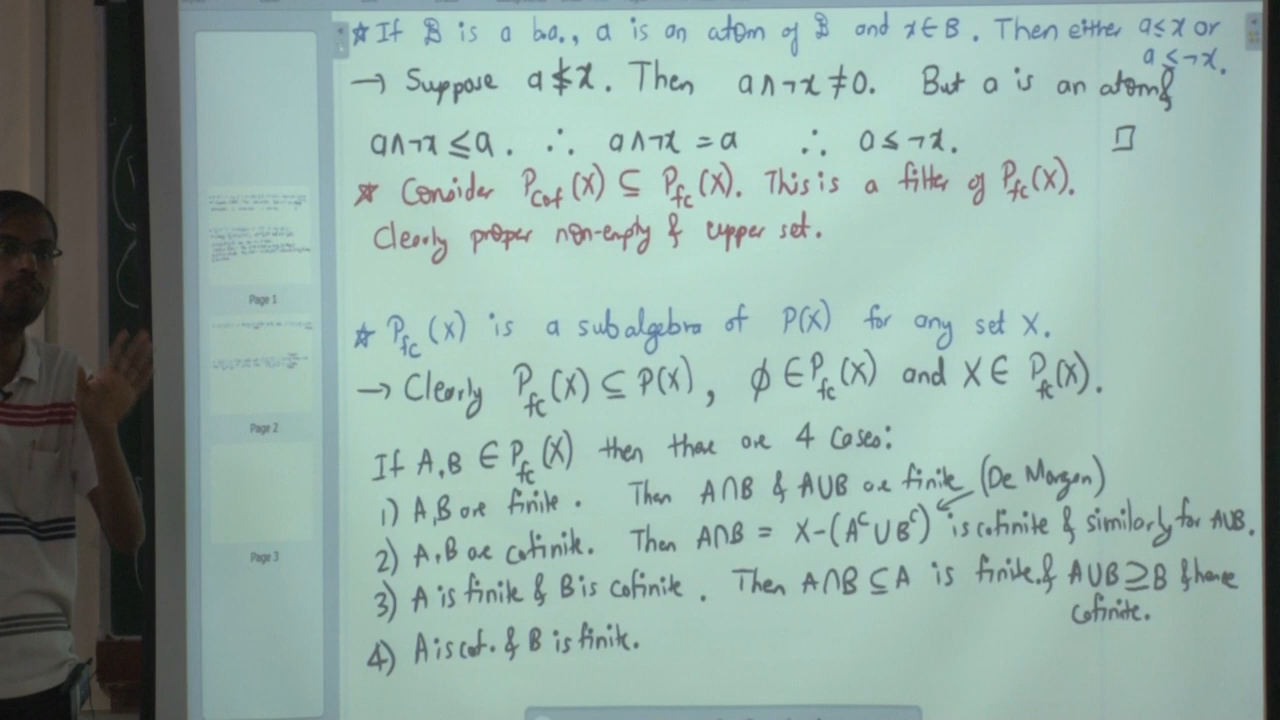 ☆ If 𝔹 is a b.a., a is an atom of 𝔹 and x ∈ B. Then either a ≤ x or
a ≤ ¬x.
→ Suppose a ≰ x. Then a ∧ ¬x ≠ 0. But a is an atom &
a ∧ ¬x ≤ a. ∴ a ∧ ¬x = a ∴ a ≤ ¬x. □
☆ Consider P_Cof (X) ⊆ P_fc (X). This is a filter of P_fc (X).
Clearly proper non-empty & upper set.
☆ P_fc (X) is a subalgebra of P(X) for any set X.
→ Clearly P_fc (X) ⊆ P(X), ϕ ∈ P_fc (X) and X ∈ P_fc (X).
If A,B ∈ P_fc (X) then there are 4 cases:
1) A,B are finite. Then A∩B & A∪B are finite (De Morgan)
2) A,B are cofinite. Then A∩B = X-(Aᶜ ∪ Bᶜ) is cofinite & similarly for A∪B.
3) A is finite & B is cofinite. Then A∩B ⊆ A is finite. & A∪B ⊇ B & hence
cofinite.
4) A is cof. & B is finite.
Page 1
Page 2
Page 3